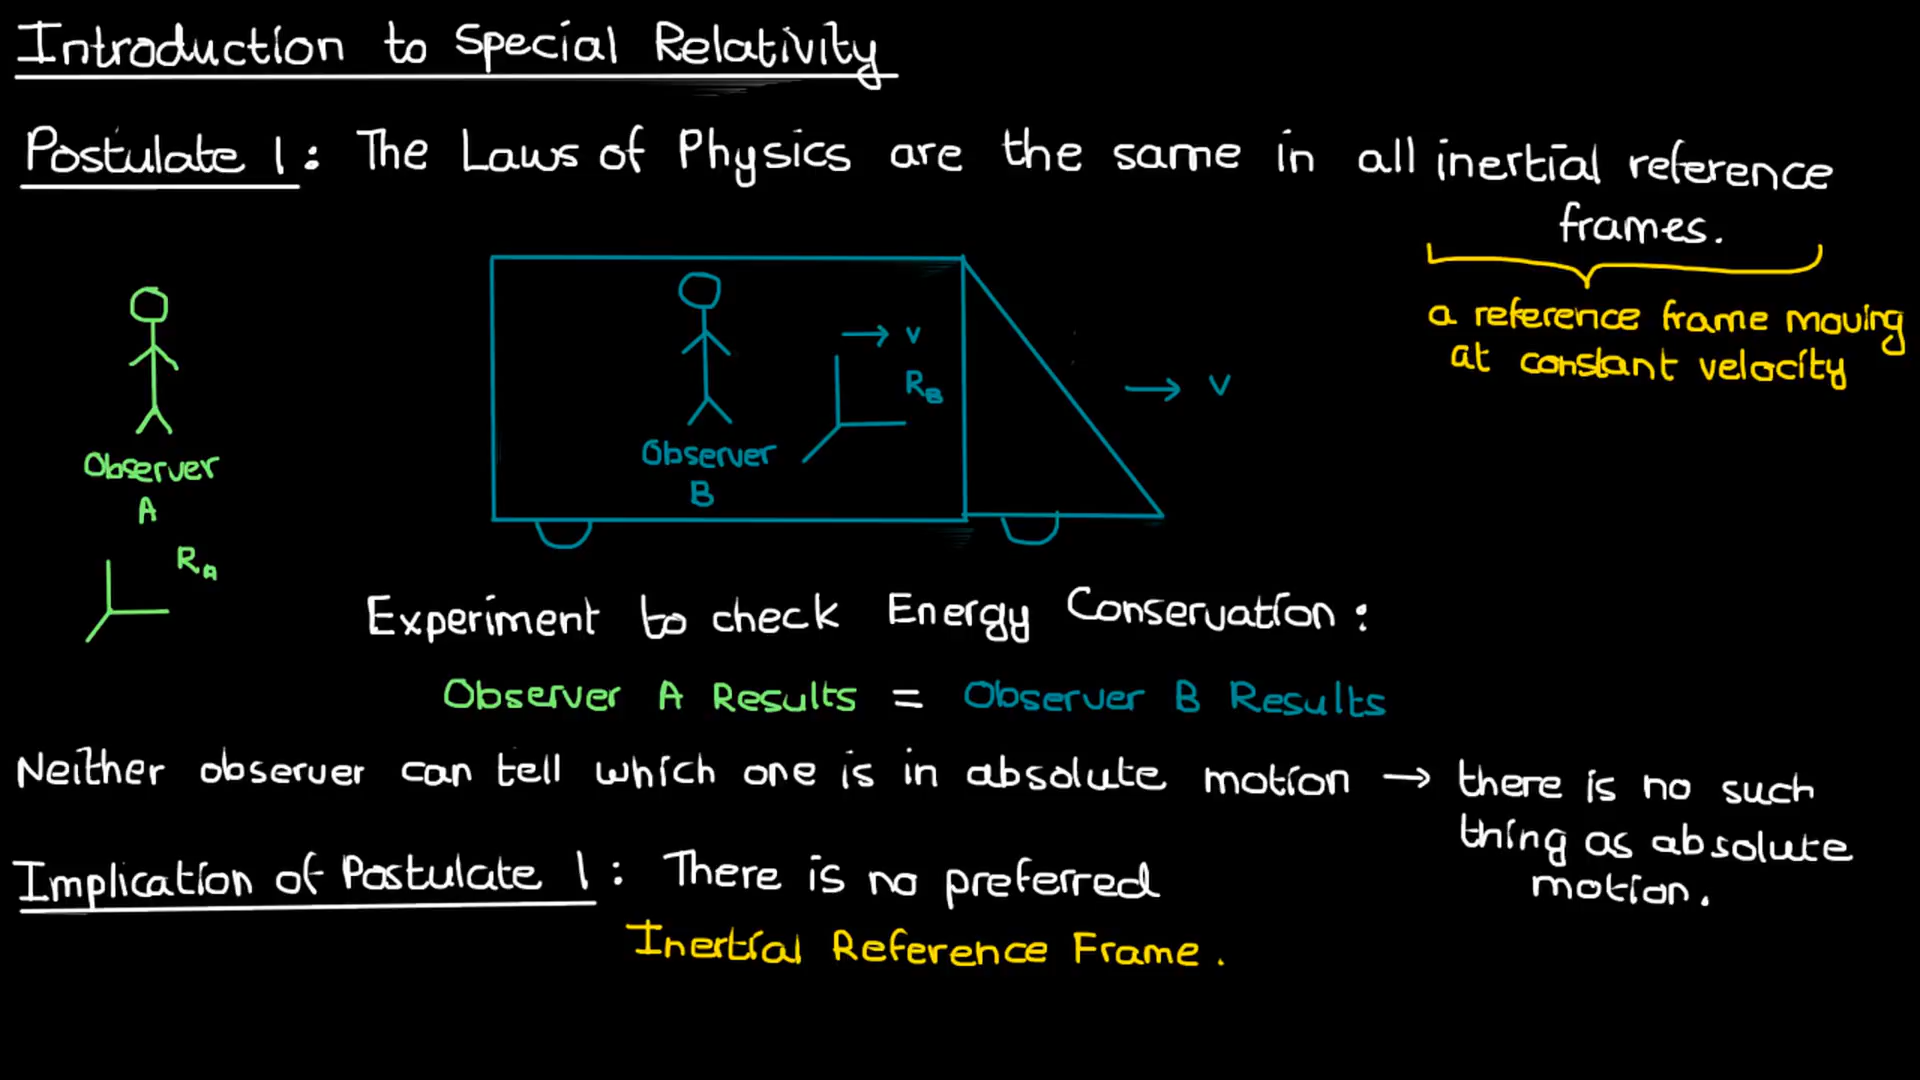 Introduction to Special Relativity
Postulate 1: The Laws of Physics are the same in all inertial reference
frames.
a reference frame moving
at constant velocity
Observer
A
R_A
Observer
B
→ v
R_B
→ v
Experiment to check Energy Conservation:
Observer A Results = Observer B Results
Neither observer can tell which one is in absolute motion → there is no such
thing as absolute
motion.
Implication of Postulate 1: There is no preferred
Inertial Reference Frame.